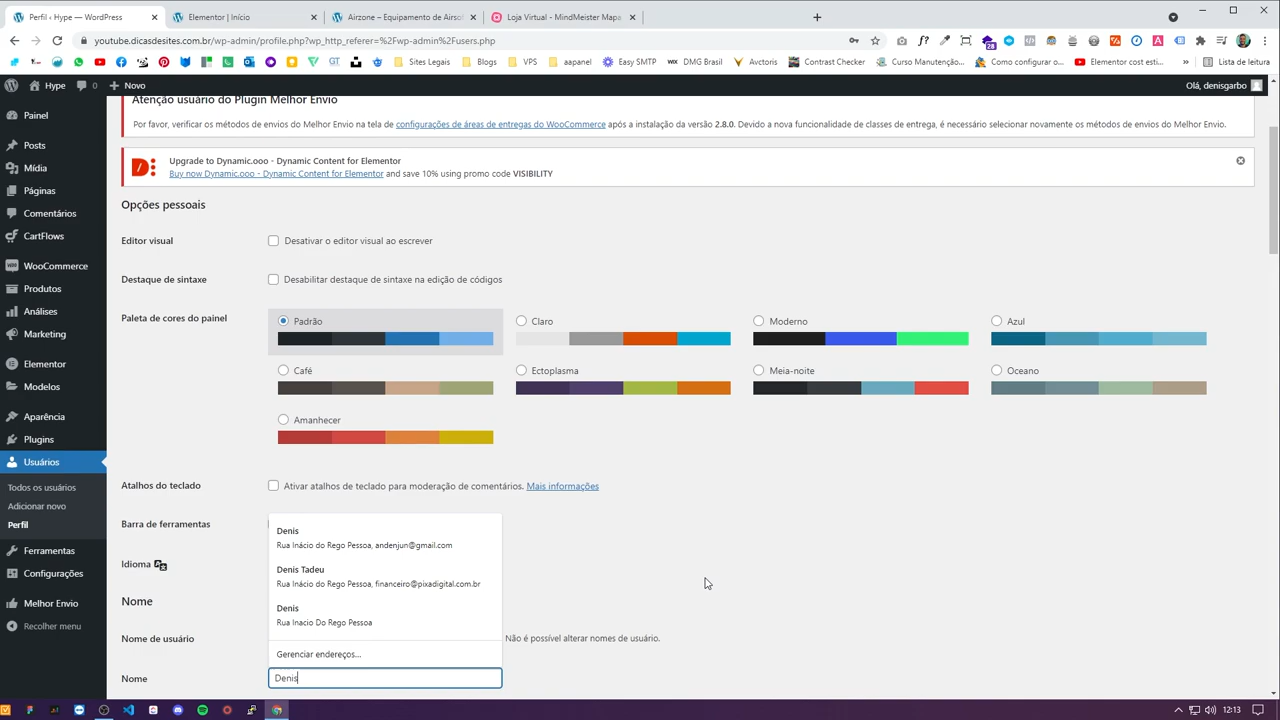 Perfil ‹ Hype — WordPress
Elementor | Início
Airzone – Equipamento de Airso
Loja Virtual - MindMeister Mapa
youtube.dicasdesites.com.br/wp-admin/profile.php?wp_http_referer=%2Fwp-admin%2Fusers.php
Sites Legais
Blogs
VPS
aapanel
Easy SMTP
DMG Brasil
Avctoris
Contrast Checker
Curso Manutenção...
Como configurar o...
Elementor cost esti...
»
Lista de leitura
Hype
0
Novo
Olá, denisgarbo
Painel
Posts
Mídia
Páginas
Comentários
CartFlows
WooCommerce
Produtos
Análises
Marketing
Elementor
Modelos
Aparência
Plugins
Usuários
Todos os usuários
Adicionar novo
Perfil
Ferramentas
Configurações
Melhor Envio
Recolher menu
Atenção usuário do Plugin Melhor Envio
Por favor, verificar os métodos de envios do Melhor Envio na tela de configurações de áreas de entregas do WooCommerce após a instalação da versão 2.8.0. Devido a nova funcionalidade de classes de entrega, é necessário selecionar novamente os métodos de envios do Melhor Envio.
Upgrade to Dynamic.ooo - Dynamic Content for Elementor
Buy now Dynamic.ooo - Dynamic Content for Elementor and save 10% using promo code VISIBILITY
Opções pessoais
Editor visual
Desativar o editor visual ao escrever
Destaque de sintaxe
Desabilitar destaque de sintaxe na edição de códigos
Paleta de cores do painel
Padrão
Claro
Moderno
Azul
Café
Ectoplasma
Meia-noite
Oceano
Amanhecer
Atalhos do teclado
Ativar atalhos de teclado para moderação de comentários. Mais informações
Barra de ferramentas
Idioma
Denis
Rua Inácio do Rego Pessoa, andenjun@gmail.com
Denis Tadeu
Rua Inácio do Rego Pessoa, financeiro@pixadigital.com.br
Denis
Rua Inacio Do Rego Pessoa
Gerenciar endereços...
Nome
Nome de usuário
Não é possível alterar nomes de usuário.
Nome
Denis
12:13